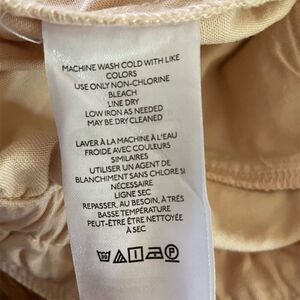 MACHINE WASH COLD WITH LIKE
COLORS
USE ONLY NON-CHLORINE
BLEACH
LINE DRY
LOW IRON AS NEEDED
MAY BE DRY CLEANED
LAVER À LA MACHINE À L'EAU
FROIDE AVEC COULEURS
SIMILAIRES
UTILISER UN AGENT DE
BLANCHIMENT SANS CHLORE SI
NÉCESSAIRE
LIGNE SEC
REPASSER, AU BESOIN, À TRÈS
BASSE TEMPÉRATURE
PEUT-ÊTRE ÊTRE NETTOYÉE
À SEC